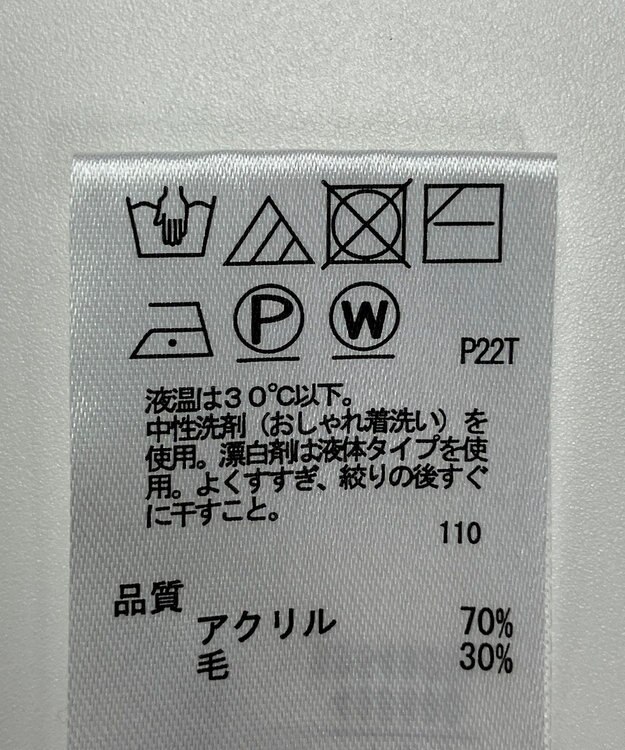 P W
P22T
液温は30℃以下。
中性洗剤（おしゃれ着洗い）を
使用。漂白剤は液体タイプを使
用。よくすすぎ、絞りの後すぐ
に干すこと。
110
品質
アクリル 70%
毛 30%